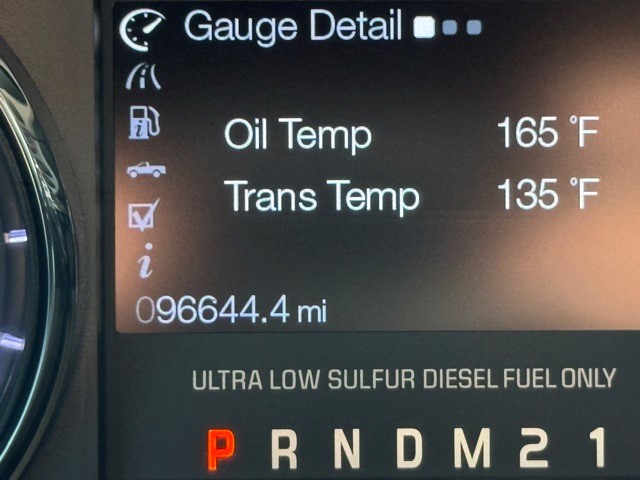 Gauge Detail
Oil Temp 165 °F
Trans Temp 135 °F
i
096644.4 mi
ULTRA LOW SULFUR DIESEL FUEL ONLY
P R N D M 2 1